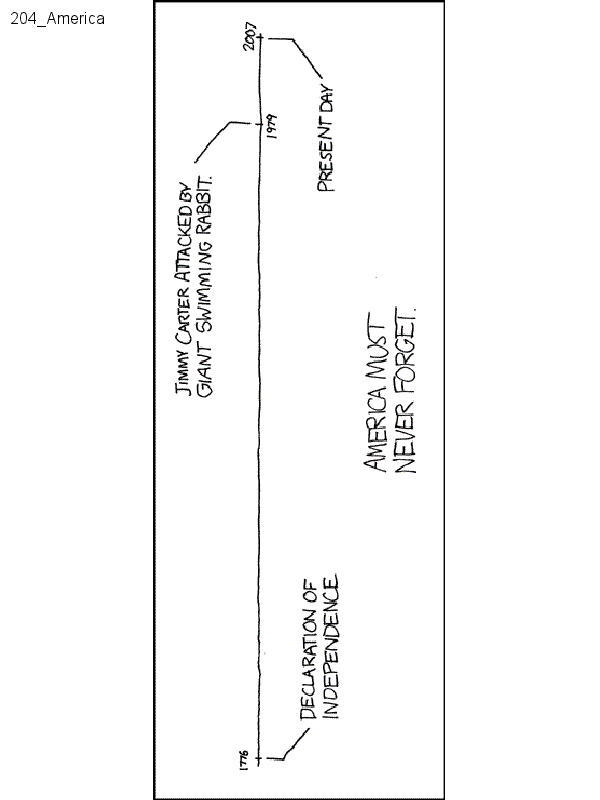 204_America
1776
DECLARATION OF
INDEPENDENCE.
JIMMY CARTER ATTACKED BY
GIANT SWIMMING RABBIT.
1979
2007
PRESENT DAY
AMERICA MUST
NEVER FORGET.